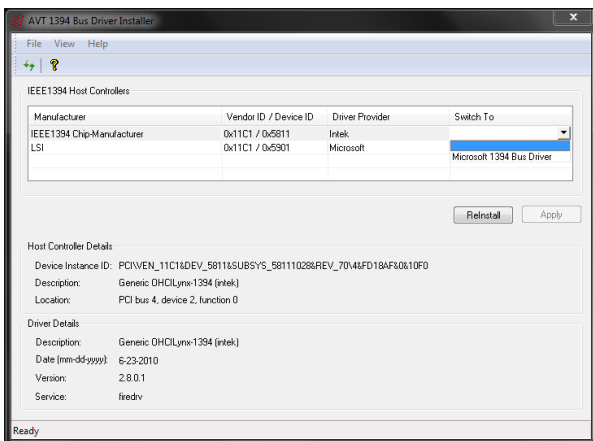 AVT 1394 Bus Driver Installer
File View Help
IEEE1394 Host Controllers
Manufacturer Vendor ID / Device ID Driver Provider Switch To
IEEE1394 Chip-Manufacturer 0x11C1 / 0x5811 Intek
LSI 0x11C1 / 0x5901 Microsoft
Microsoft 1394 Bus Driver
ReInstall Apply
Host Controller Details
Device Instance ID: PCI\VEN_11C1&DEV_5811&SUBSYS_58111028&REV_70\4&FD18AF&0&10F0
Description: Generic OHCILynx-1394 (intek)
Location: PCI bus 4, device 2, function 0
Driver Details
Description: Generic OHCILynx-1394 (intek)
Date (mm-dd-yyyy): 6-23-2010
Version: 2.8.0.1
Service: firedrv
Ready